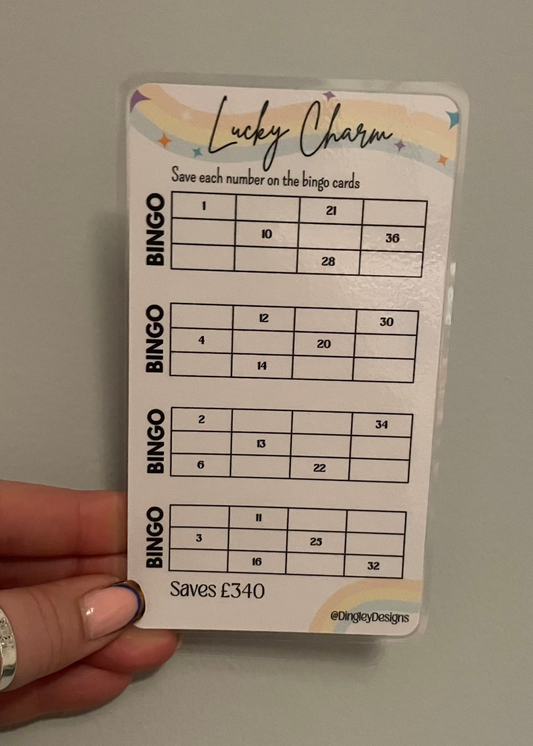 Lucky Charm
Save each number on the bingo cards
BINGO
1 21
10 36
28
BINGO
12 30
4 20
14
BINGO
2 34
13
6 22
BINGO
11
3 25
16 32
Saves £340
@DingleyDesigns